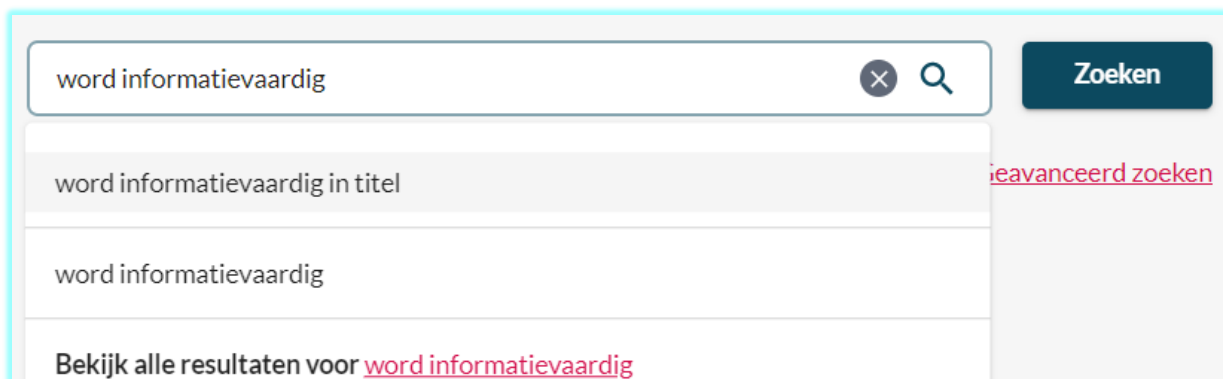 word informatievaardig
Zoeken
word informatievaardig in titel
eavanceerd zoeken
word informatievaardig
Bekijk alle resultaten voor word informatievaardig